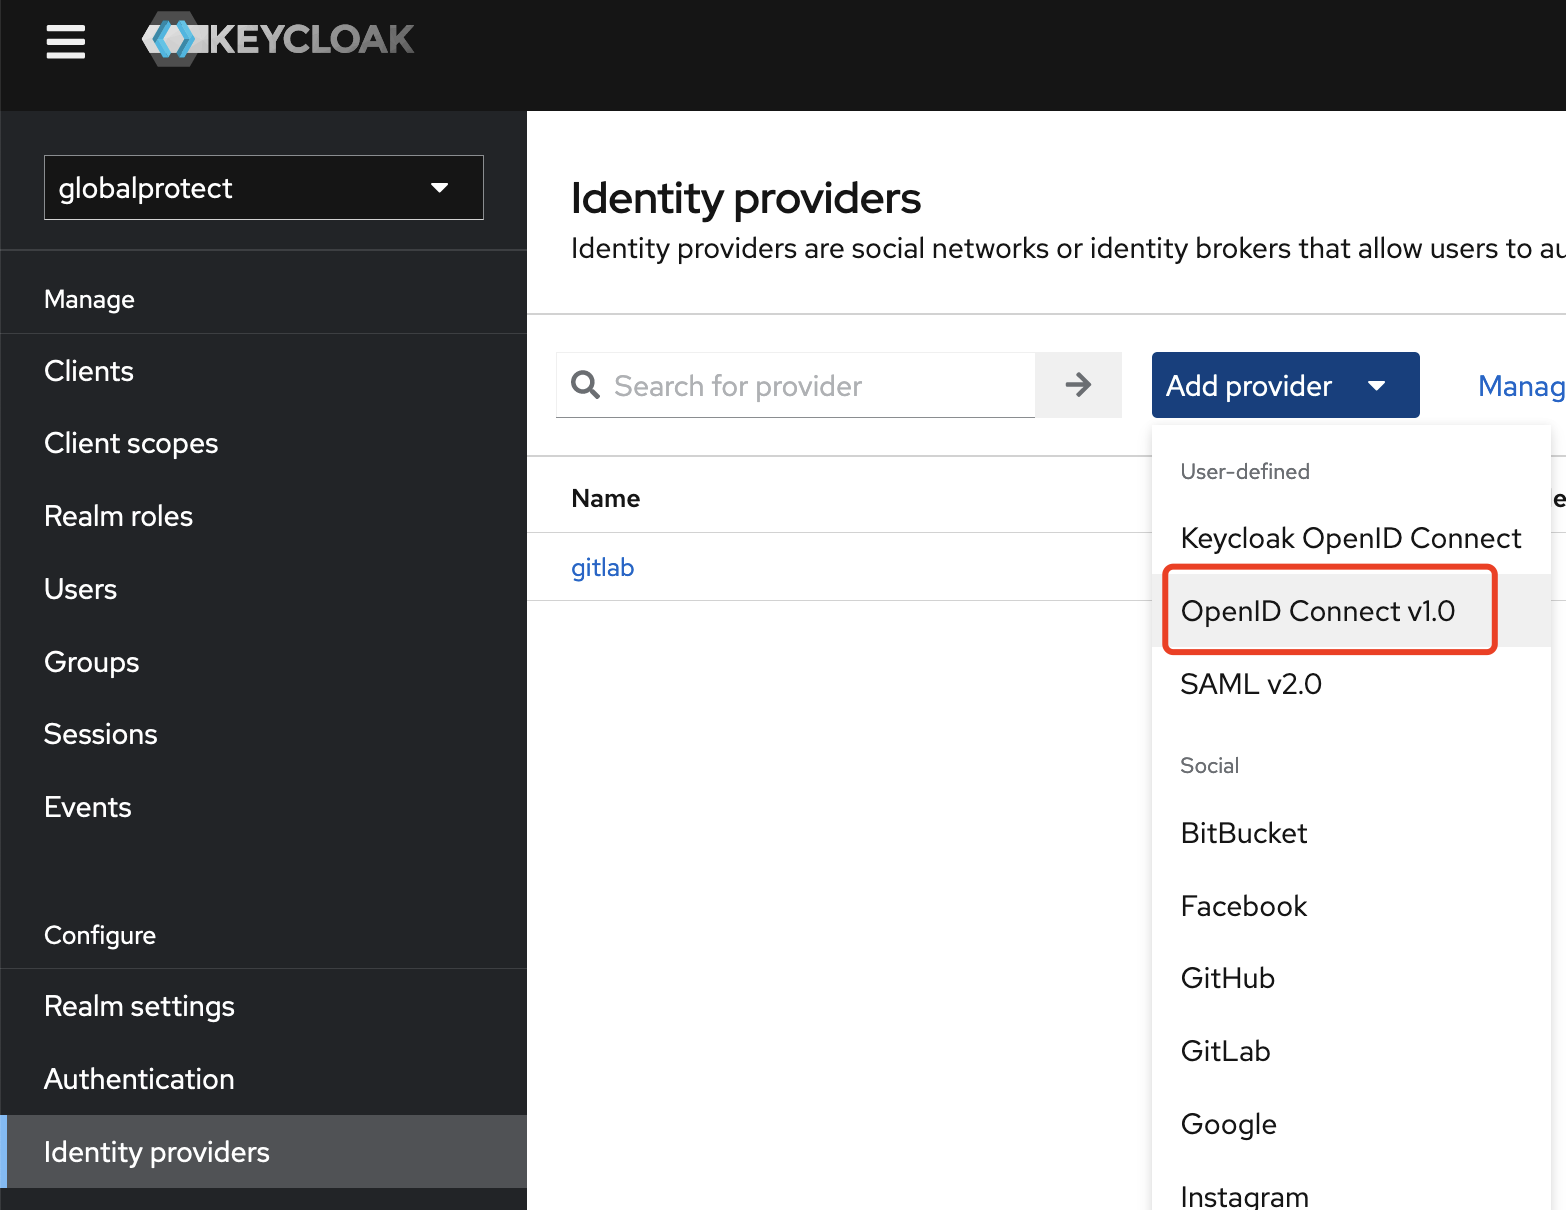 KEYCLOAK
globalprotect
Manage
Clients
Client scopes
Realm roles
Users
Groups
Sessions
Events
Configure
Realm settings
Authentication
Identity providers
Identity providers
Identity providers are social networks or identity brokers that allow users to au
Search for provider
Add provider
Manag
Name
gitlab
User-defined
Keycloak OpenID Connect
OpenID Connect v1.0
SAML v2.0
Social
BitBucket
Facebook
GitHub
GitLab
Google
Instagram